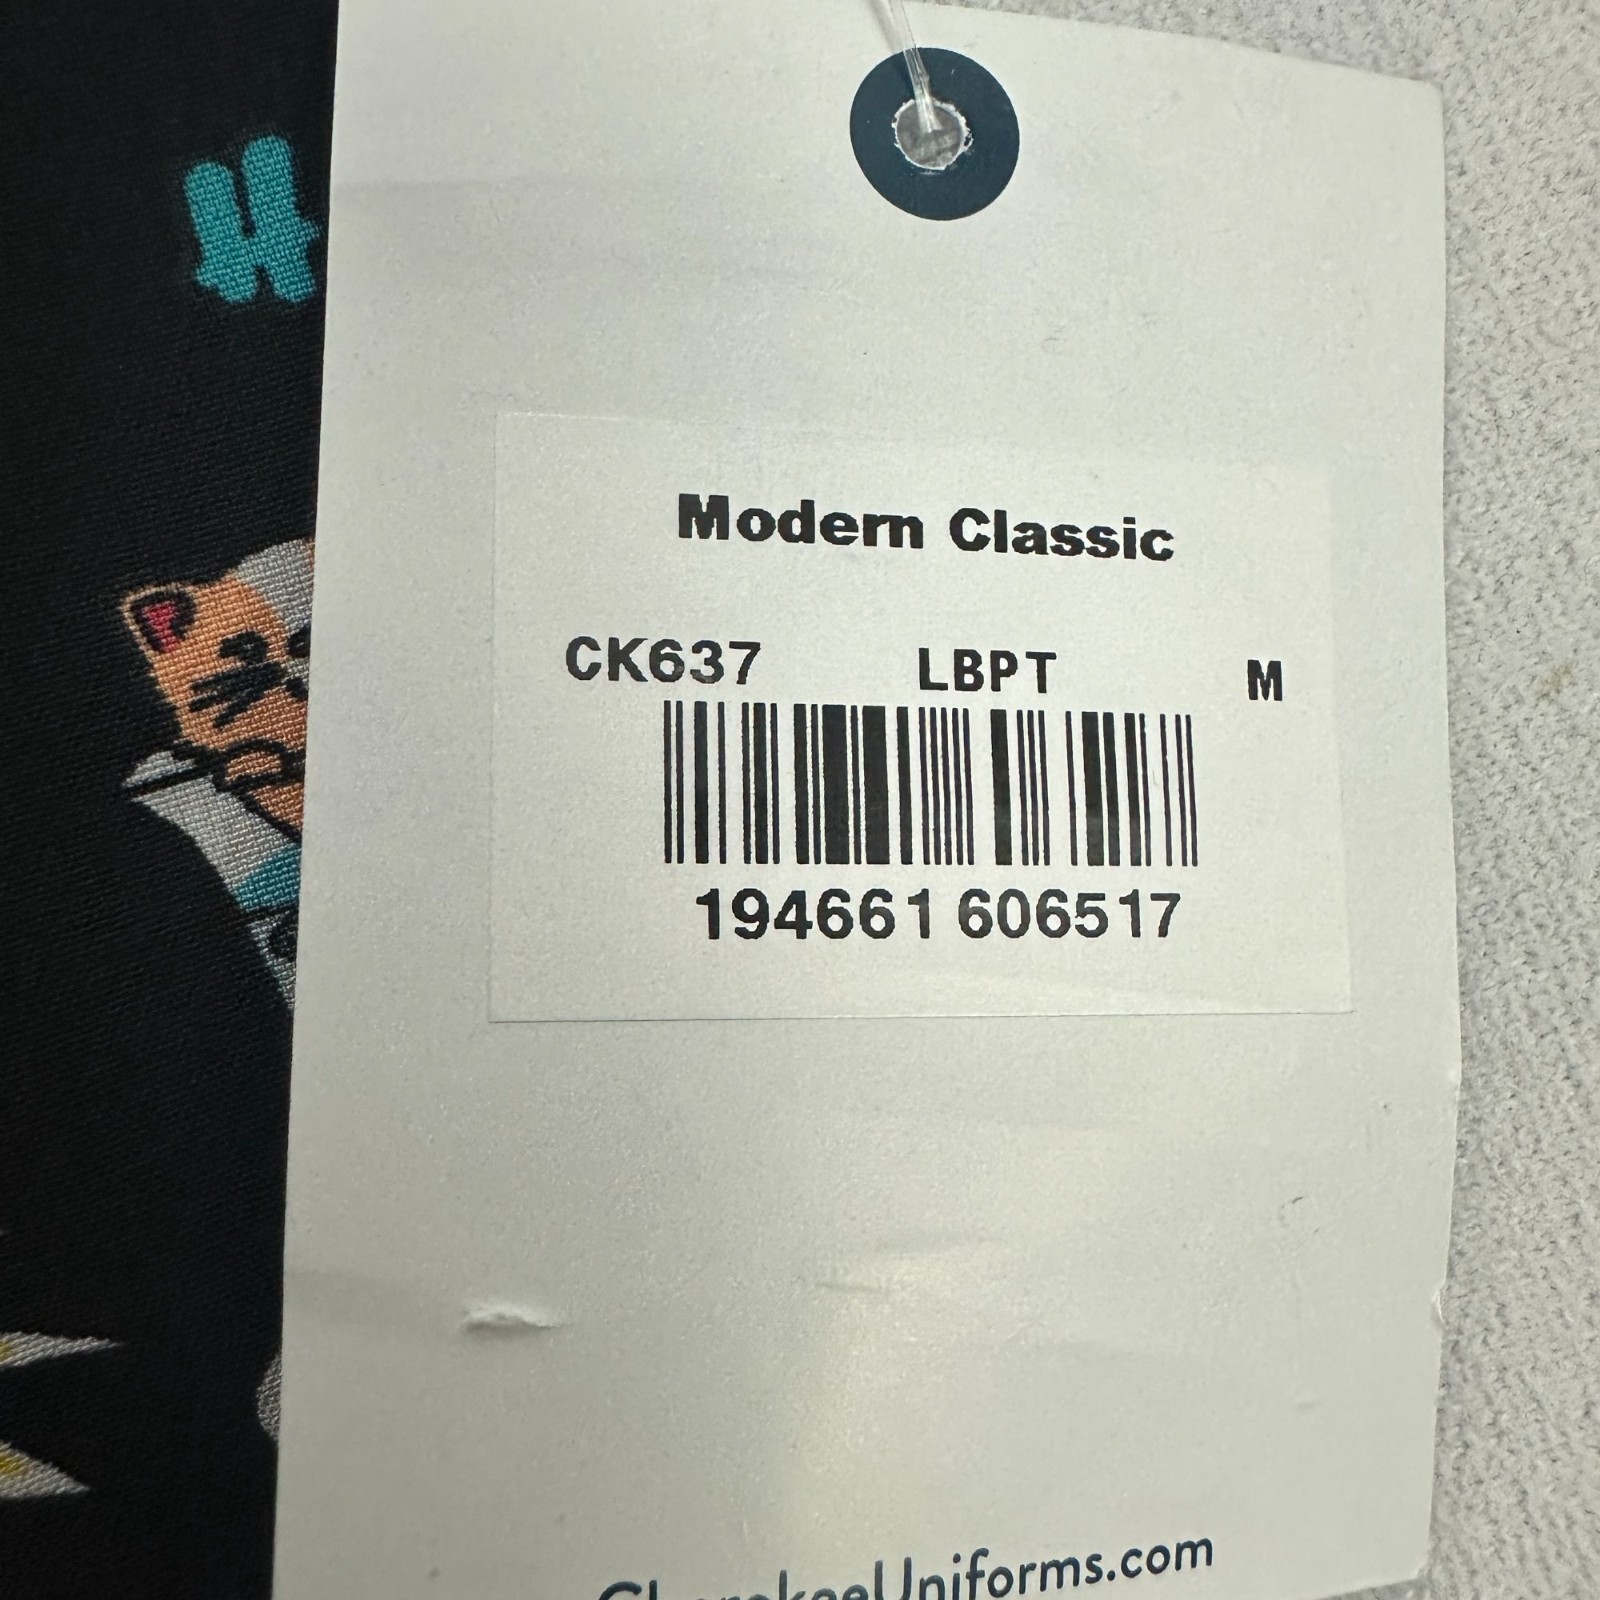 Modern Classic
CK637 LBPT M
194661 606517
CherokeeUniforms.com